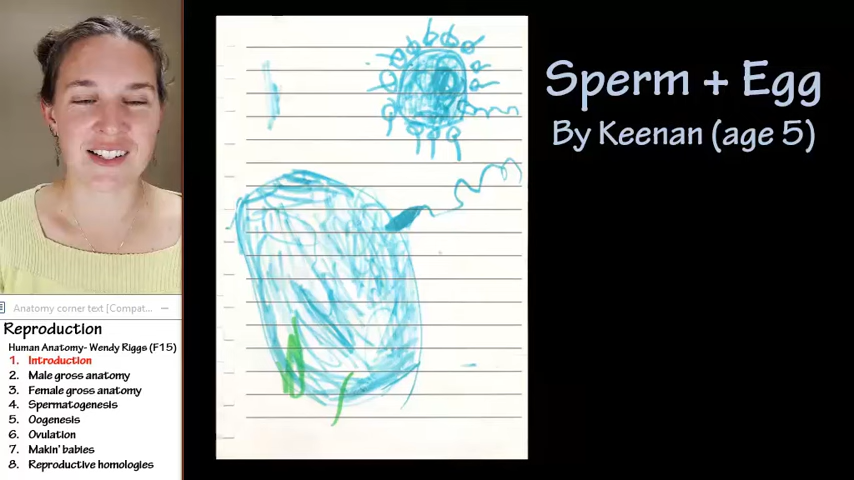 Sperm + Egg
By Keenan (age 5)
Anatomy corner text [Compat...
Reproduction
Human Anatomy- Wendy Riggs (F15)
1. Introduction
2. Male gross anatomy
3. Female gross anatomy
4. Spermatogenesis
5. Oogenesis
6. Ovulation
7. Makin' babies
8. Reproductive homologies